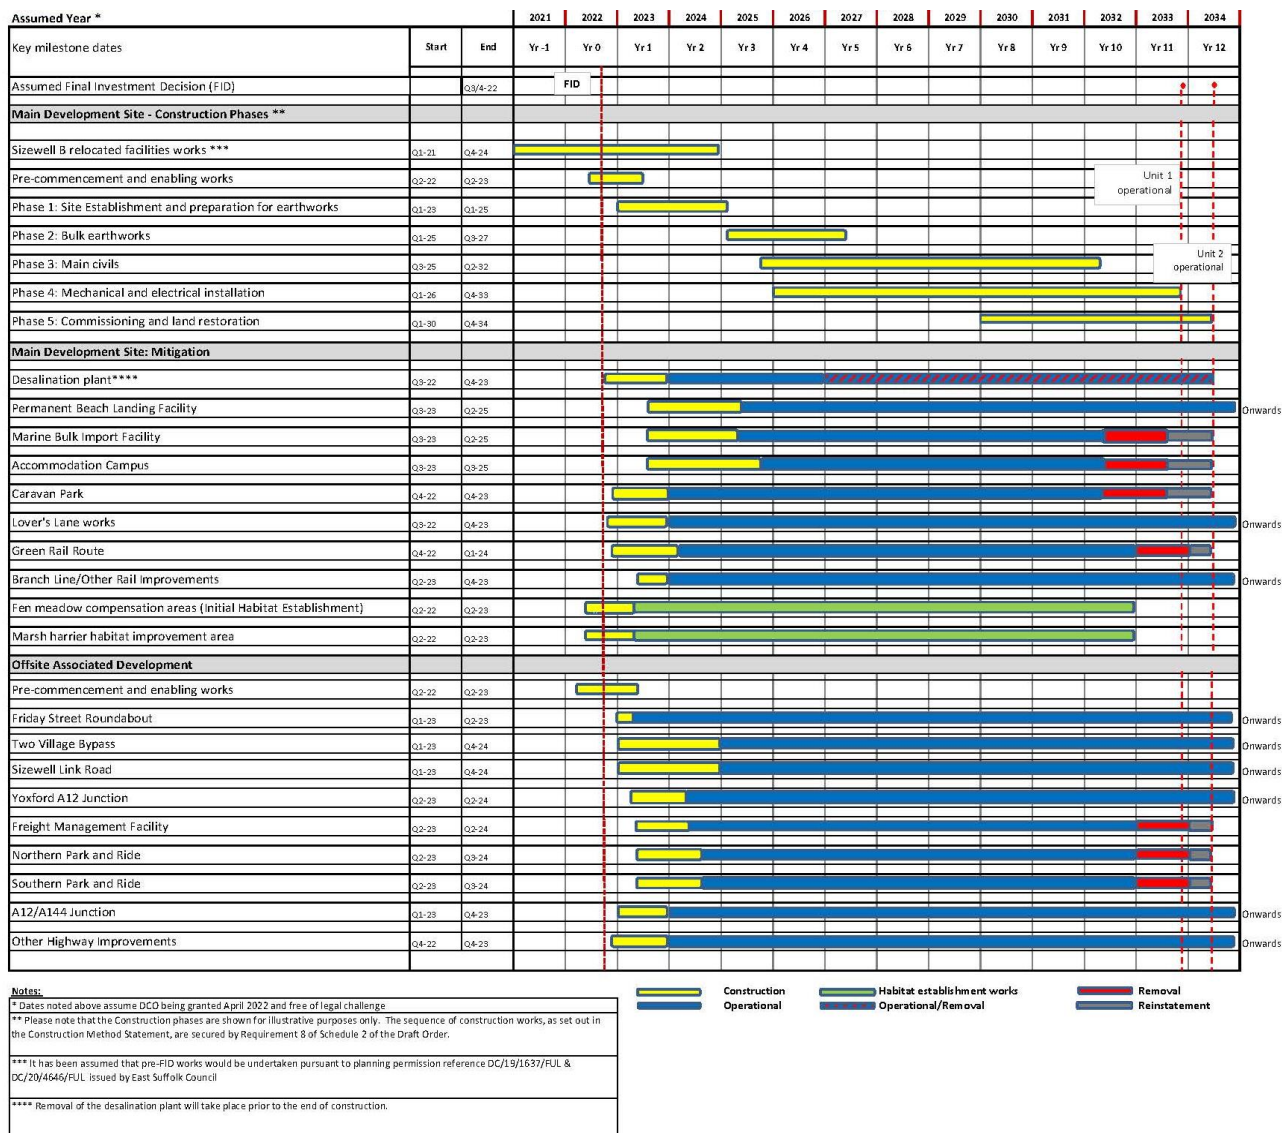 Assumed Year * 2021 2022 2023 2024 2025 2026 2027 2028 2029 2030 2031 2032 2033 2034
Key milestone dates Start End Yr -1 Yr 0 Yr 1 Yr 2 Yr 3 Yr 4 Yr 5 Yr 6 Yr 7 Yr 8 Yr 9 Yr 10 Yr 11 Yr 12
Assumed Final Investment Decision (FID) Q3/4-22 FID
Main Development Site - Construction Phases **
Sizewell B relocated facilities works *** Q1-21 Q4-24
Pre-commencement and enabling works Q2-22 Q2-23
Unit 1
operational
Phase 1: Site Establishment and preparation for earthworks Q1-23 Q1-25
Phase 2: Bulk earthworks Q1-25 Q3-27
Unit 2
operational
Phase 3: Main civils Q3-25 Q2-32
Phase 4: Mechanical and electrical installation Q1-26 Q4-33
Phase 5: Commissioning and land restoration Q1-30 Q4-34
Main Development Site: Mitigation
Desalination plant**** Q3-22 Q4-23
Permanent Beach Landing Facility Q3-23 Q2-25 Onwards
Marine Bulk Import Facility Q3-23 Q2-25
Accommodation Campus Q3-23 Q3-25
Caravan Park Q4-22 Q4-23
Lover's Lane works Q3-22 Q4-23 Onwards
Green Rail Route Q4-22 Q1-24
Branch Line/Other Rail Improvements Q2-23 Q4-23 Onwards
Fen meadow compensation areas (Initial Habitat Establishment) Q2-22 Q2-23
Marsh harrier habitat improvement area Q2-22 Q2-23
Offsite Associated Development
Pre-commencement and enabling works Q2-22 Q2-23
Friday Street Roundabout Q1-23 Q2-23 Onwards
Two Village Bypass Q1-23 Q4-24 Onwards
Sizewell Link Road Q1-23 Q4-24 Onwards
Yoxford A12 Junction Q2-23 Q2-24 Onwards
Freight Management Facility Q2-23 Q2-24
Northern Park and Ride Q2-23 Q3-24
Southern Park and Ride Q2-23 Q3-24
A12/A144 Junction Q1-23 Q4-23 Onwards
Other Highway Improvements Q4-22 Q4-23 Onwards
Notes:
* Dates noted above assume DCO being granted April 2022 and free of legal challenge
** Please note that the Construction phases are shown for illustrative purposes only. The sequence of construction works, as set out in
the Construction Method Statement, are secured by Requirement 8 of Schedule 2 of the Draft Order.
*** It has been assumed that pre-FID works would be undertaken pursuant to planning permission reference DC/19/1637/FUL &
DC/20/4646/FUL issued by East Suffolk Council
**** Removal of the desalination plant will take place prior to the end of construction.
Construction Habitat establishment works Removal
Operational Operational/Removal Reinstatement